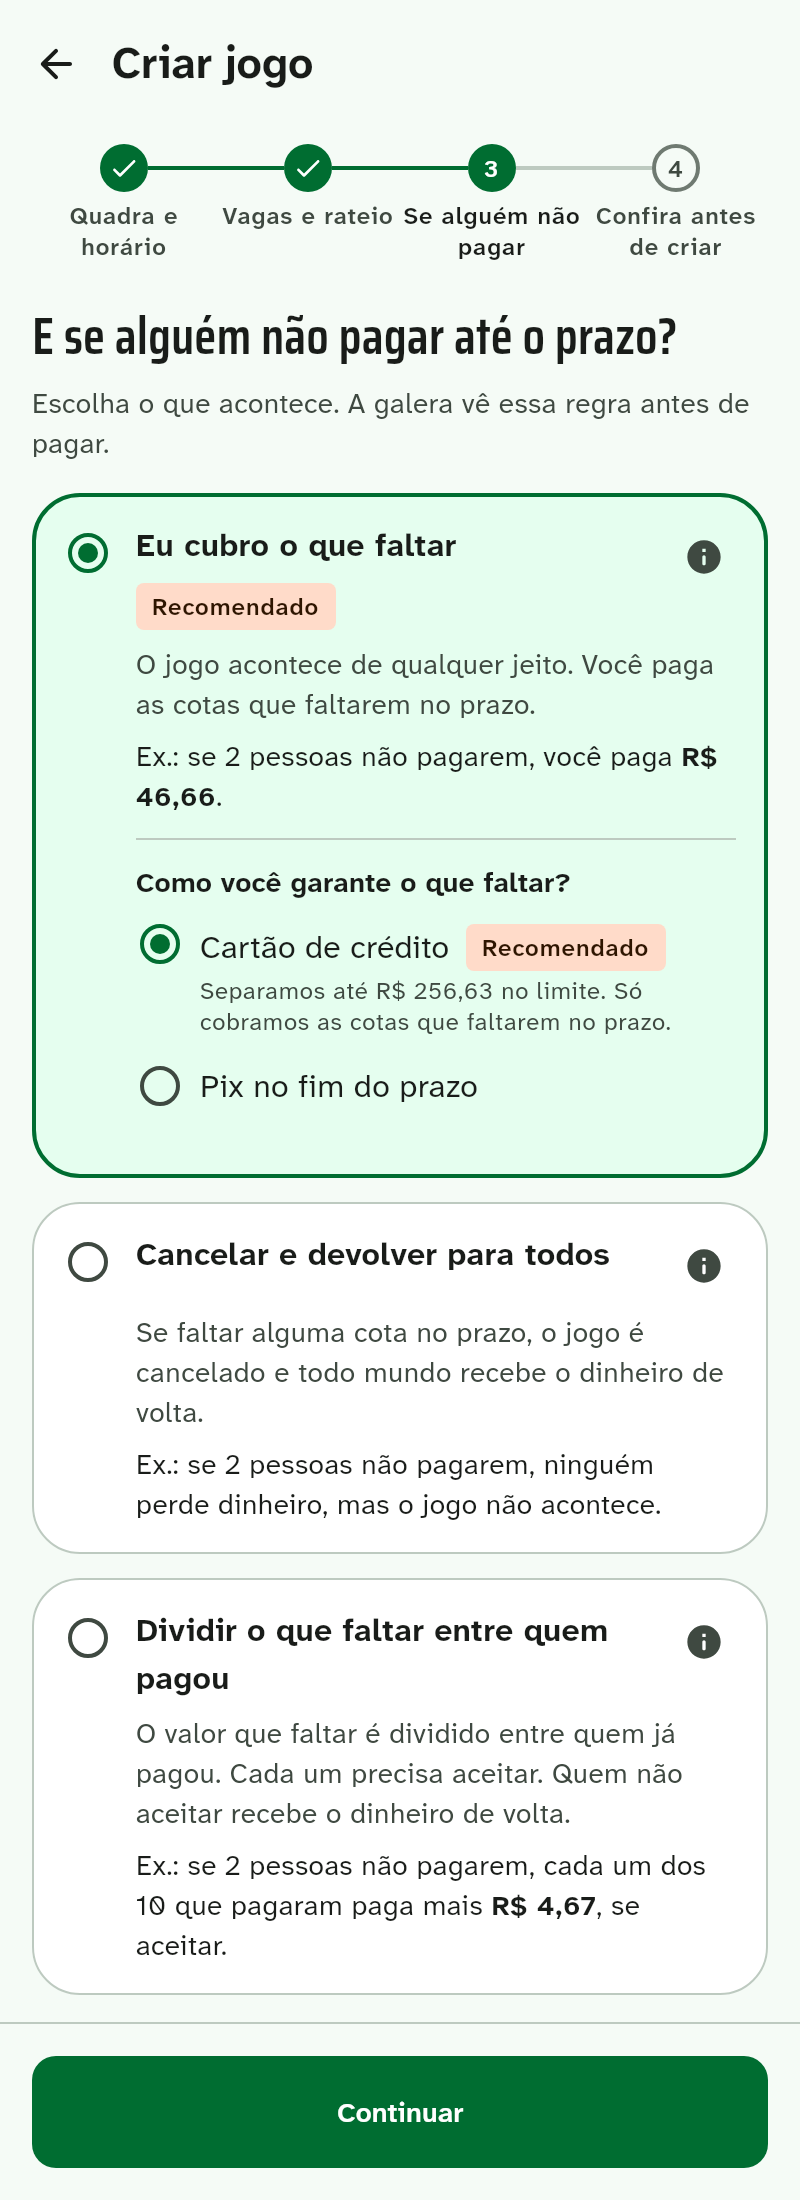 Criar jogo
3
4
Quadra e horário
Vagas e rateio
Se alguém não pagar
Confira antes de criar
E se alguém não pagar até o prazo?
Escolha o que acontece. A galera vê essa regra antes de
pagar.
Eu cubro o que faltar
Recomendado
O jogo acontece de qualquer jeito. Você paga
as cotas que faltarem no prazo.
Ex.: se 2 pessoas não pagarem, você paga R$
46,66.
Como você garante o que faltar?
Cartão de crédito Recomendado
Separamos até R$ 256,63 no limite. Só
cobramos as cotas que faltarem no prazo.
Pix no fim do prazo
Cancelar e devolver para todos
Se faltar alguma cota no prazo, o jogo é
cancelado e todo mundo recebe o dinheiro de
volta.
Ex.: se 2 pessoas não pagarem, ninguém
perde dinheiro, mas o jogo não acontece.
Dividir o que faltar entre quem
pagou
O valor que faltar é dividido entre quem já
pagou. Cada um precisa aceitar. Quem não
aceitar recebe o dinheiro de volta.
Ex.: se 2 pessoas não pagarem, cada um dos
10 que pagaram paga mais R$ 4,67, se
aceitar.
Continuar